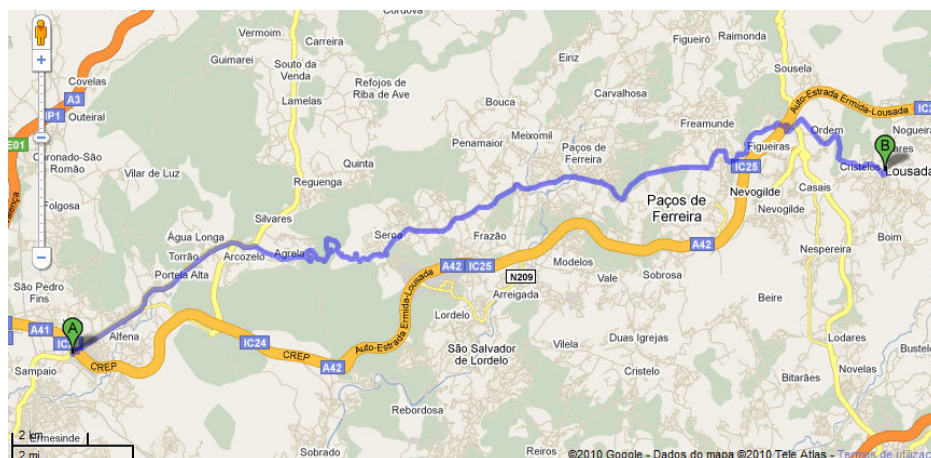 Cordova
Vermoim
Carreira
Figueiró
Raimonda
Guimarei
Souto da
Venda
Eiriz
Sousela
Covelas
Refojos de
Riba de Ave
Lamelas
Carvalhosa
A3
IP1
Outeiral
Bouca
Auto-Estrada Ermida-Lousada
Freamunde
Meixomil
Ordem
E01
Penamaior
Paços de
Ferreira
Figueiras
Nogueira
Coronado-São
Romão
Quinta
B
Vilar de Luz
IC25
Cristelos
Lousada
Reguenga
Nevogilde
Casais
Folgosa
Paços de
Ferreira
Nevogilde
Silvares
Água Longa
Seroa
Frazão
Boim
Torrão
Arcozelo
Agrela
A42
Nespereira
Portela Alta
A42
IC25
Modelos
São Pedro
Fins
N209
Vale
Sobrosa
Arreigada
Beire
A
A41
Alfena
Lordelo
Auto-Estrada Ermida-Lousada
Lodares
IC24
Duas Igrejas
CREP
São Salvador
de Lordelo
Vilela
CREP
A42
Sampaio
Cristelo
Novelas
Bitarães
Rebordosa
2 km
Ermesinde
2 mi
Sobrado
Reiros
©2010 Google - Dados do mapa ©2010 Tele Atlas -